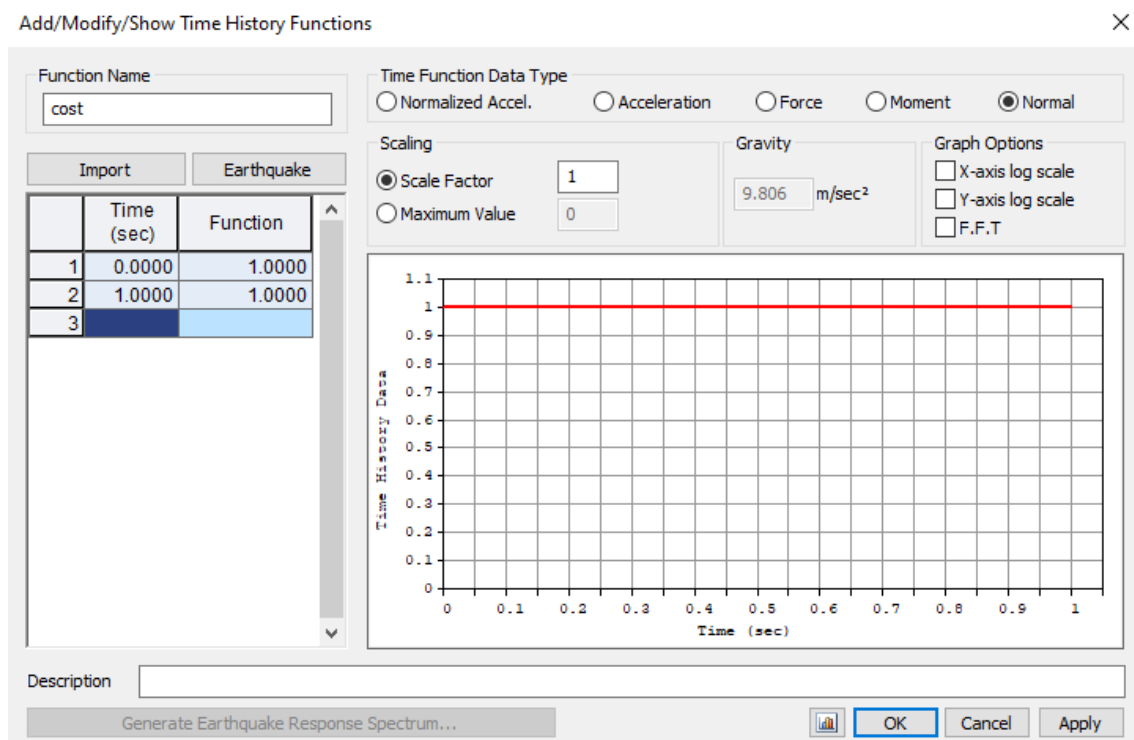 Add/Modify/Show Time History Functions
Function Name
cost
Import Earthquake
Time (sec) Function
1 0.0000 1.0000
2 1.0000 1.0000
3
Time Function Data Type
Normalized Accel. Acceleration Force Moment Normal
Scaling
Scale Factor 1
Maximum Value 0
Gravity
9.806 m/sec²
Graph Options
X-axis log scale
Y-axis log scale
F.F.T
Time History Data
1.1
1
0.9
0.8
0.7
0.6
0.5
0.4
0.3
0.2
0.1
0
0 0.1 0.2 0.3 0.4 0.5 0.6 0.7 0.8 0.9 1
Time (sec)
Description
Generate Earthquake Response Spectrum...
OK Cancel Apply